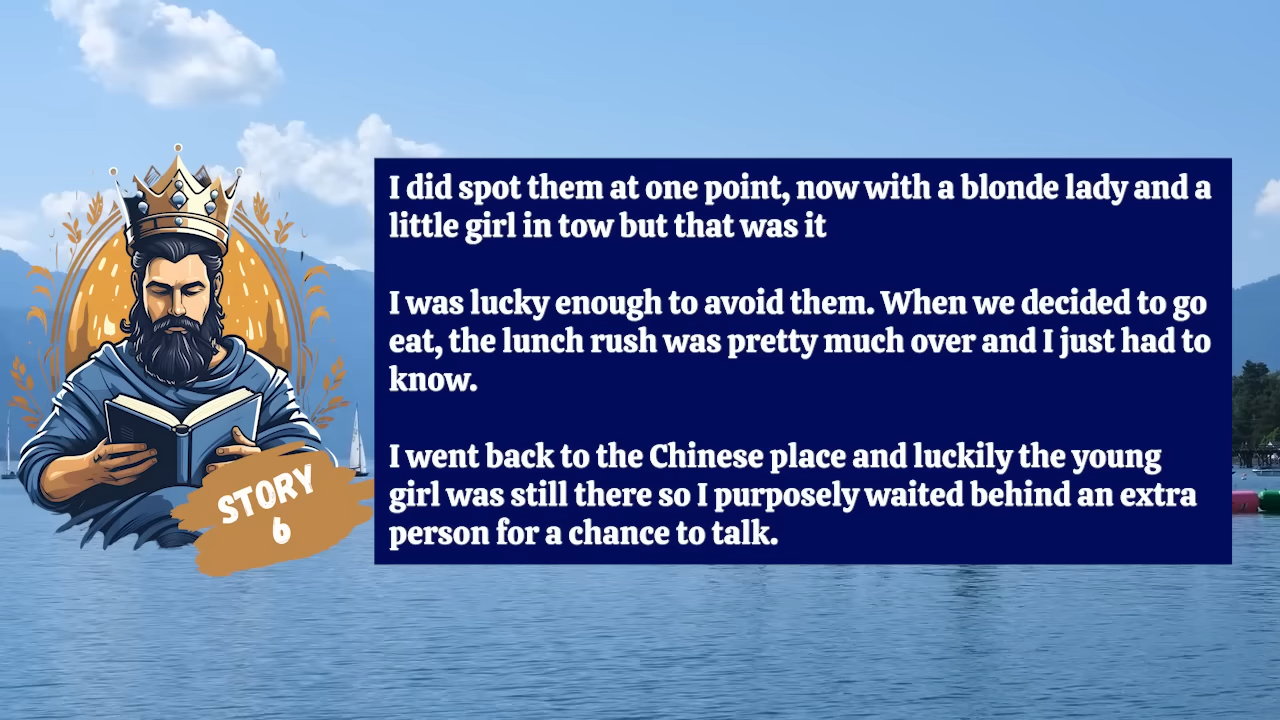 I did spot them at one point, now with a blonde lady and a
little girl in tow but that was it
I was lucky enough to avoid them. When we decided to go
eat, the lunch rush was pretty much over and I just had to
know.
I went back to the Chinese place and luckily the young
girl was still there so I purposely waited behind an extra
person for a chance to talk.
STORY
6